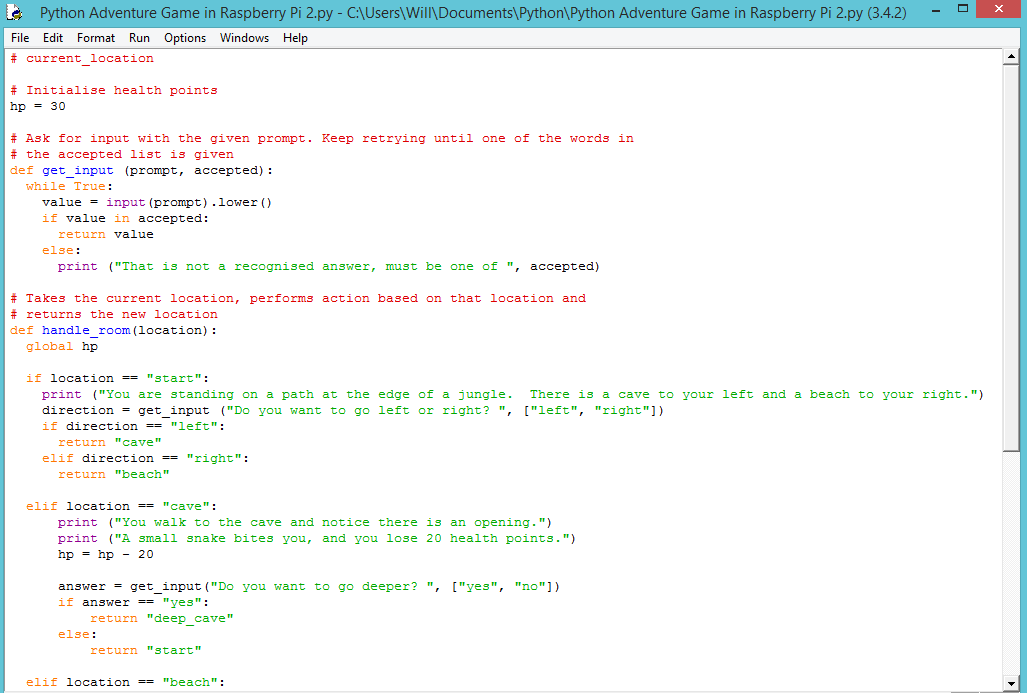 Python Adventure Game in Raspberry Pi 2.py - C:\Users\Will\Documents\Python\Python Adventure Game in Raspberry Pi 2.py (3.4.2)
File Edit Format Run Options Windows Help
# current_location
# Initialise health points
hp = 30
# Ask for input with the given prompt. Keep retrying until one of the words in
# the accepted list is given
def get_input (prompt, accepted):
  while True:
    value = input(prompt).lower()
    if value in accepted:
      return value
    else:
      print ("That is not a recognised answer, must be one of ", accepted)
# Takes the current location, performs action based on that location and
# returns the new location
def handle_room(location):
  global hp
  if location == "start":
    print ("You are standing on a path at the edge of a jungle.  There is a cave to your left and a beach to your right.")
    direction = get_input ("Do you want to go left or right? ", ["left", "right"])
    if direction == "left":
      return "cave"
    elif direction == "right":
      return "beach"
  elif location == "cave":
      print ("You walk to the cave and notice there is an opening.")
      print ("A small snake bites you, and you lose 20 health points.")
      hp = hp - 20
      answer = get_input("Do you want to go deeper? ", ["yes", "no"])
      if answer == "yes":
          return "deep_cave"
      else:
          return "start"
  elif location == "beach":